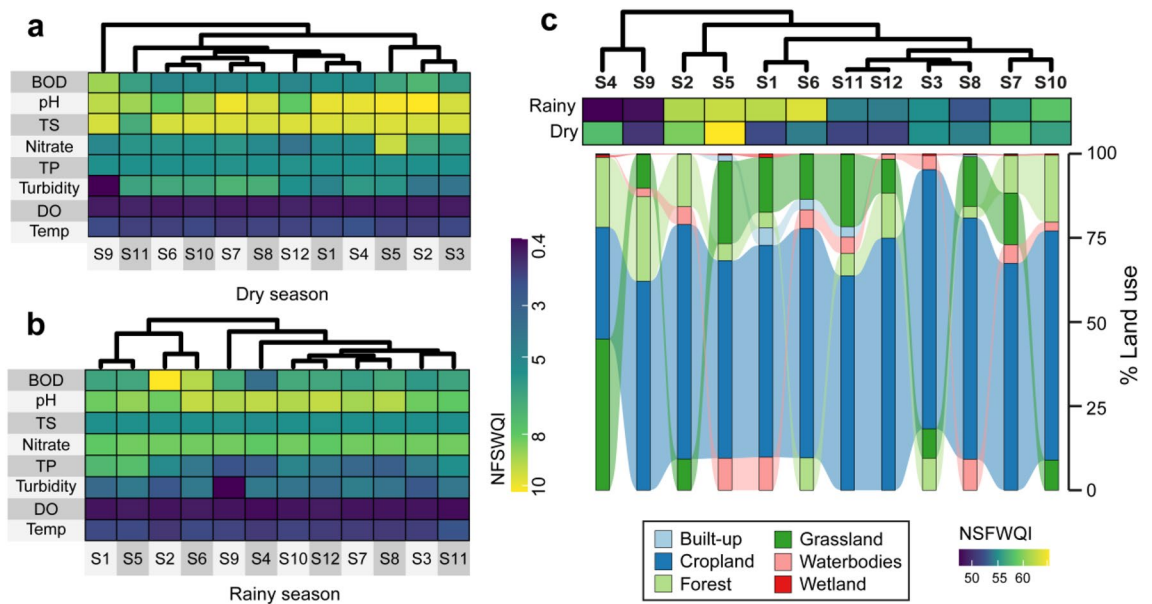 a
BOD
pH
TS
Nitrate
TP
Turbidity
DO
Temp
S9 S11 S6 S10 S7 S8 S12 S1 S4 S5 S2 S3
Dry season
b
BOD
pH
TS
Nitrate
TP
Turbidity
DO
Temp
S1 S5 S2 S6 S9 S4 S10 S12 S7 S8 S3 S11
Rainy season
NFSWQI
0.4
3
5
8
10
c
S4 S9 S2 S5 S1 S6 S11 S12 S3 S8 S7 S10
Rainy
Dry
100
75
50
25
0
% Land use
Built-up
Cropland
Forest
Grassland
Waterbodies
Wetland
NSFWQI
50 55 60